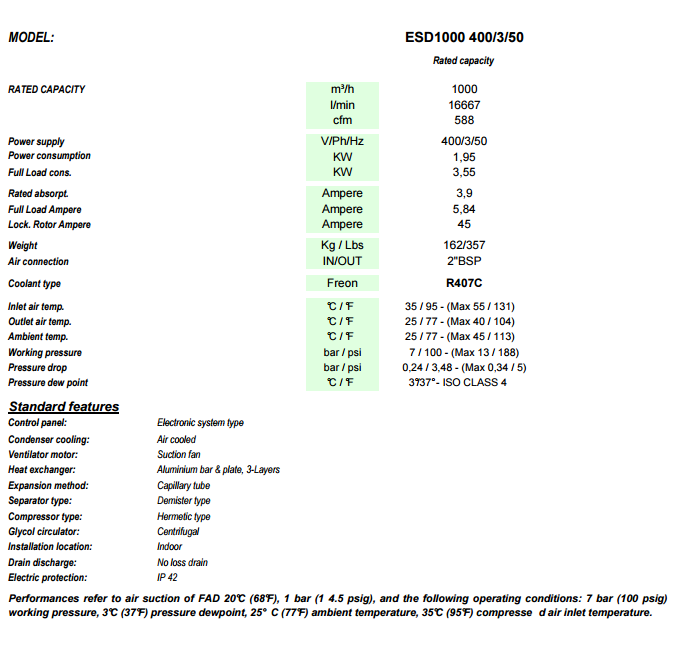 MODEL: ESD1000 400/3/50
Rated capacity
RATED CAPACITY m³/h 1000
l/min 16667
cfm 588
Power supply V/Ph/Hz 400/3/50
Power consumption KW 1,95
Full Load cons. KW 3,55
Rated absorpt. Ampere 3,9
Full Load Ampere Ampere 5,84
Lock. Rotor Ampere Ampere 45
Weight Kg / Lbs 162/357
Air connection IN/OUT 2"BSP
Coolant type Freon R407C
Inlet air temp. °C / °F 35 / 95 - (Max 55 / 131)
Outlet air temp. °C / °F 25 / 77 - (Max 40 / 104)
Ambient temp. °C / °F 25 / 77 - (Max 45 / 113)
Working pressure bar / psi 7 / 100 - (Max 13 / 188)
Pressure drop bar / psi 0,24 / 3,48 - (Max 0,34 / 5)
Pressure dew point °C / °F 3°/37°- ISO CLASS 4
Standard features
Control panel: Electronic system type
Condenser cooling: Air cooled
Ventilator motor: Suction fan
Heat exchanger: Aluminium bar & plate, 3-Layers
Expansion method: Capillary tube
Separator type: Demister type
Compressor type: Hermetic type
Glycol circulator: Centrifugal
Installation location: Indoor
Drain discharge: No loss drain
Electric protection: IP 42
Performances refer to air suction of FAD 20°C (68°F), 1 bar (1 4.5 psig), and the following operating conditions: 7 bar (100 psig)
working pressure, 3°C (37°F) pressure dewpoint, 25° C (77°F) ambient temperature, 35°C (95°F) compresse d air inlet temperature.